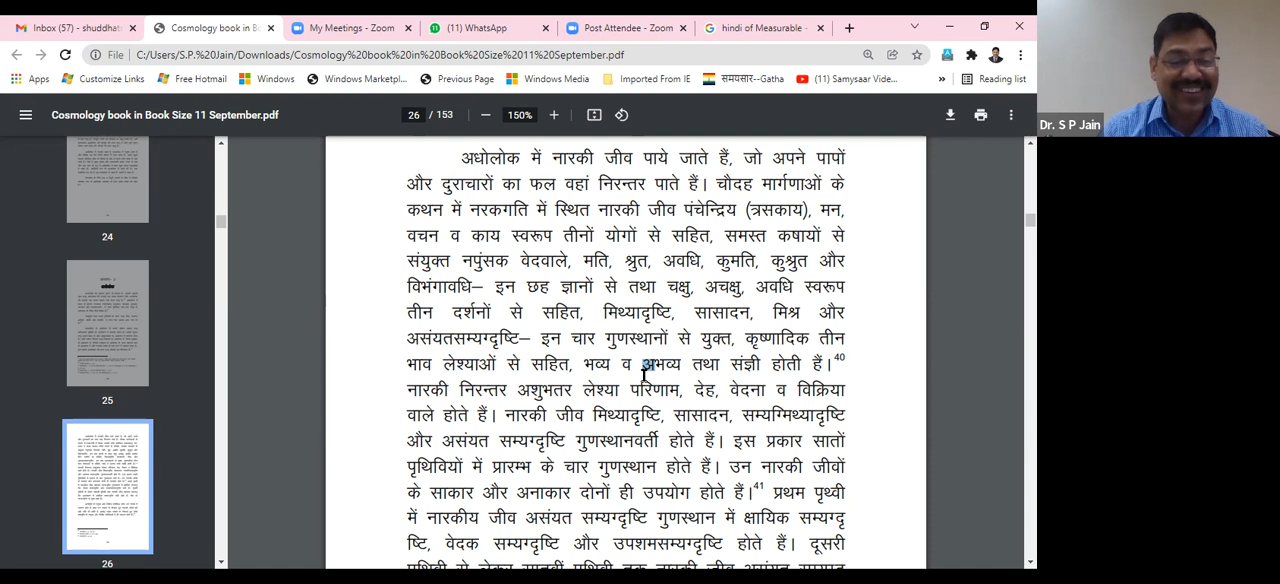 Inbox (57) - shuddhat
Cosmology book in Bo
My Meetings - Zoom
(11) WhatsApp
Post Attendee - Zoom
hindi of Measurable -
File
C:/Users/S.P.%20Jain/Downloads/Cosmology%20book%20in%20Book%20Size%2011%20September.pdf
Apps
Customize Links
Free Hotmail
Windows
Windows Marketpl...
Previous Page
Windows Media
Imported From IE
समयसार--Gatha
(11) Samysaar Vide...
Reading list
Cosmology book in Book Size 11 September.pdf
26 / 153
150%
Dr. S P Jain
24
25
26
अधोलोक में नारकी जीव पाये जाते हैं, जो अपने पापों
और दुराचारों का फल वहां निरन्तर पाते हैं। चौदह मार्गणाओं के
कथन में नरकगति में स्थित नारकी जीव पंचेन्द्रिय (त्रसकाय), मन,
वचन व काय स्वरूप तीनों योगों से सहित, समस्त कषायों से
संयुक्त नपुंसक वेदवाले, मति, श्रुत, अवधि, कुमति, कुश्रुत और
विभंगावधि– इन छह ज्ञानों से तथा चक्षु, अचक्षु, अवधि स्वरूप
तीन दर्शनों से सहित, मिथ्यादृष्टि, सासादन, मिश्र और
असंयतसम्यग्दृष्टि– इन चार गुणस्थानों से युक्त, कृष्णादिक तीन
भाव लेश्याओं से सहित, भव्य व अभव्य तथा संज्ञी होता है।40
नारकी निरन्तर अशुभतर लेश्या परिणाम, देह, वेदना व विक्रिया
वाले होते हैं। नारकी जीव मिथ्यादृष्टि, सासादन, सम्यग्मिथ्यादृष्टि
और असंयत सम्यग्दृष्टि गुणस्थानवर्ती होते हैं। इस प्रकार सातों
पृथिवियों में प्रारम्भ के चार गुणस्थान होते हैं। उन नारकी जीवों
के साकार और अनाकार दोनों ही उपयोग होते हैं।41 प्रथम पृथ्वी
में नारकीय जीव असंयत सम्यग्दृष्टि गुणस्थान में क्षायिक सम्यग्दृ
ष्टि, वेदक सम्यग्दृष्टि और उपशमसम्यग्दृष्टि होते हैं। दूसरी